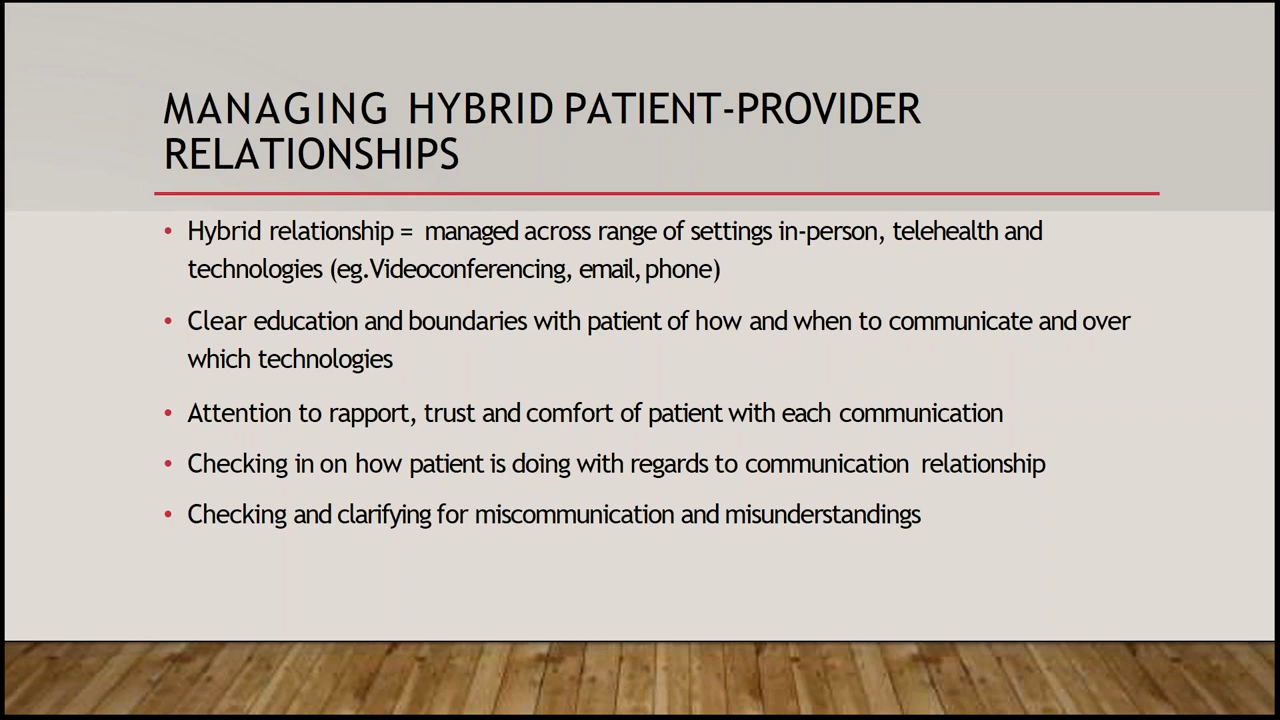 MANAGING HYBRID PATIENT-PROVIDER
RELATIONSHIPS
• Hybrid relationship = managed across range of settings in-person, telehealth and
technologies (eg.Videoconferencing, email, phone)
• Clear education and boundaries with patient of how and when to communicate and over
which technologies
• Attention to rapport, trust and comfort of patient with each communication
• Checking in on how patient is doing with regards to communication relationship
• Checking and clarifying for miscommunication and misunderstandings